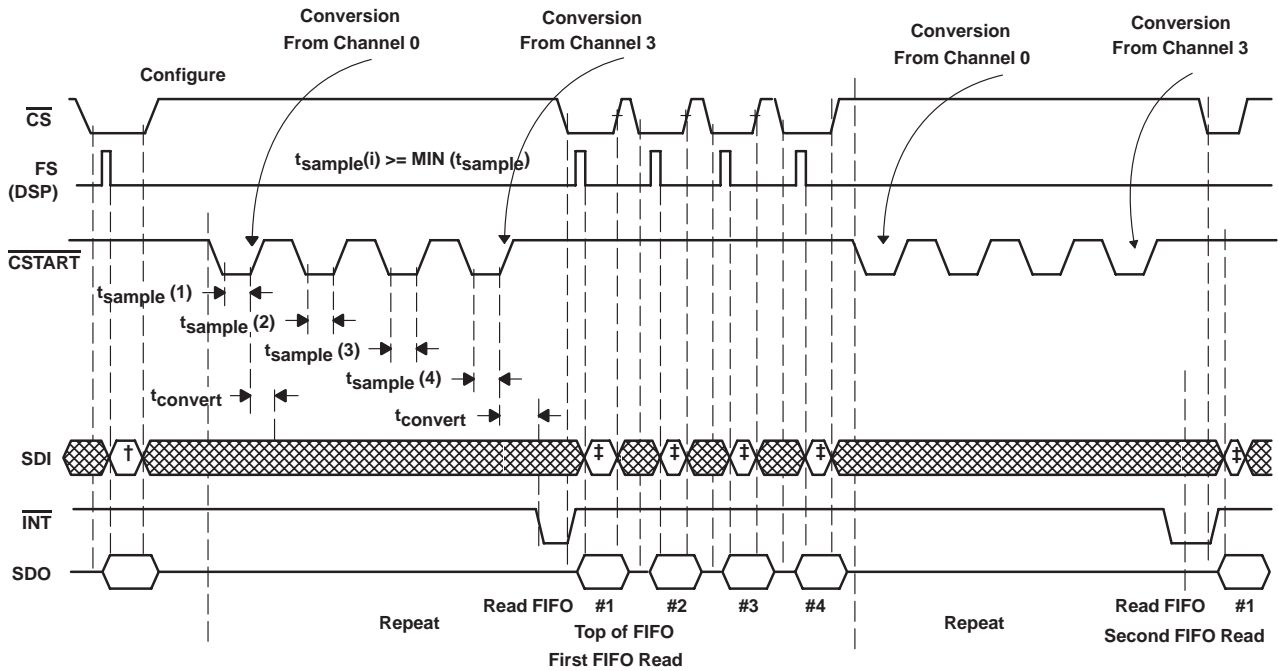 Conversion
From Channel 0
Conversion
From Channel 3
Conversion
From Channel 0
Conversion
From Channel 3
Configure
CS
FS
(DSP)
tsample(i) >= MIN (tsample)
CSTART
tsample (1)
tsample (2)
tsample (3)
tsample (4)
tconvert
tconvert
SDI
†
‡
‡
‡
‡
‡
INT
SDO
Read FIFO #1 #2 #3 #4
Read FIFO #1
Repeat
Top of FIFO
First FIFO Read
Repeat
Second FIFO Read